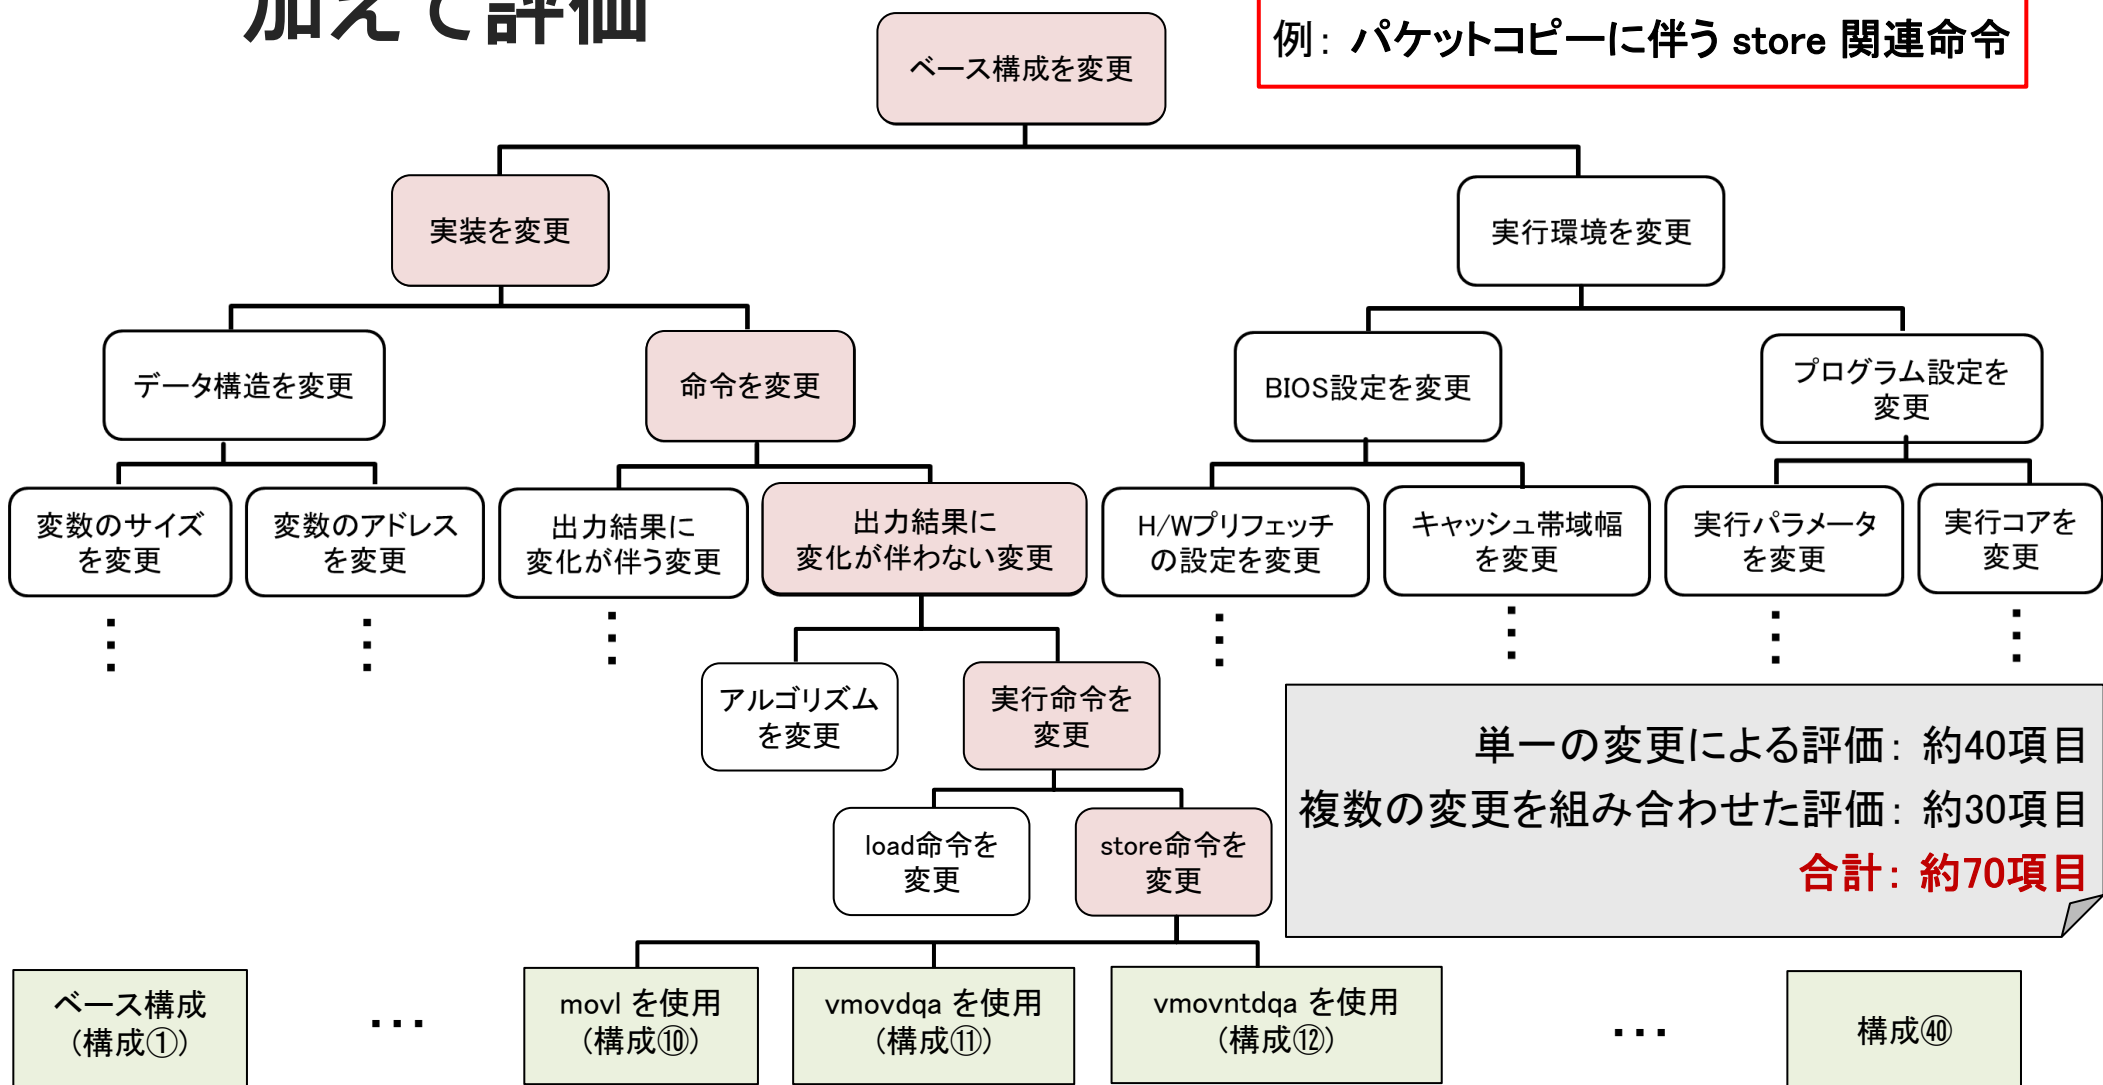 加えて評価
例: パケットコピーに伴う store 関連命令
ベース構成を変更
実装を変更
実行環境を変更
データ構造を変更
命令を変更
BIOS設定を変更
プログラム設定を
変更
変数のサイズ
を変更
変数のアドレス
を変更
出力結果に
変化が伴う変更
出力結果に
変化が伴わない変更
H/Wプリフェッチ
の設定を変更
キャッシュ帯域幅
を変更
実行パラメータ
を変更
実行コアを
変更
アルゴリズム
を変更
実行命令を
変更
単一の変更による評価: 約40項目
複数の変更を組み合わせた評価: 約30項目
合計: 約70項目
load命令を
変更
store命令を
変更
ベース構成
(構成①)
...
movl を使用
(構成⑩)
vmovdqa を使用
(構成⑪)
vmovntdqa を使用
(構成⑫)
...
構成㊵